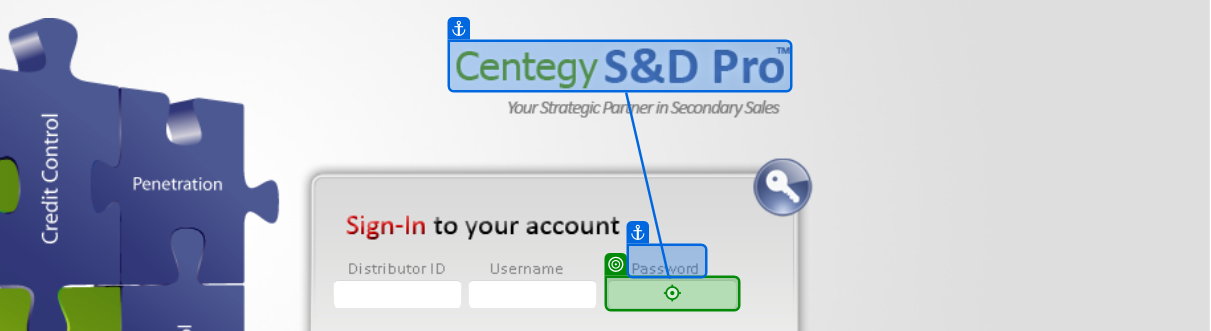 Centegy S&D Pro™
Your Strategic Partner in Secondary Sales
Credit Control
Penetration
Sign-In to your account
Distributor ID
Username
Password